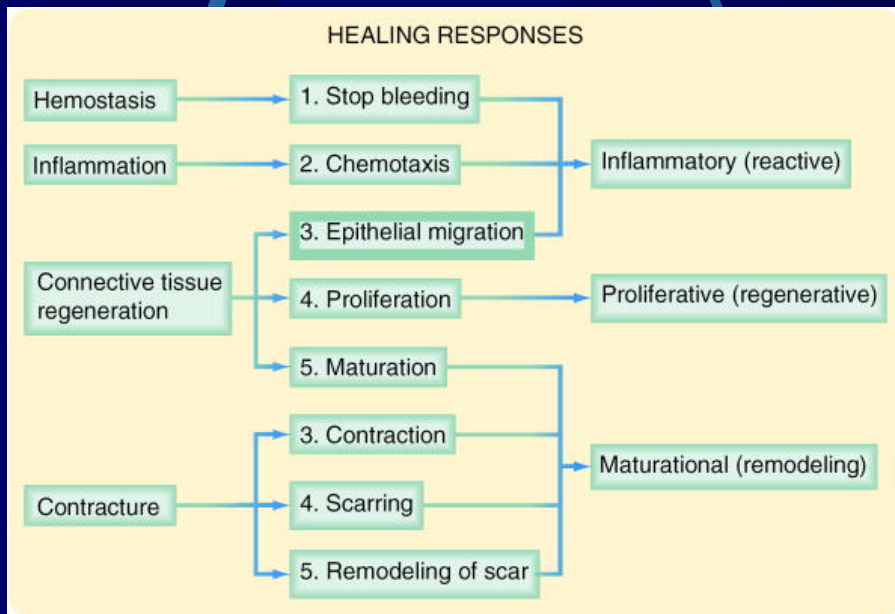 HEALING RESPONSES
Hemostasis
1. Stop bleeding
Inflammation
2. Chemotaxis
Inflammatory (reactive)
3. Epithelial migration
Connective tissue
regeneration
4. Proliferation
Proliferative (regenerative)
5. Maturation
3. Contraction
Maturational (remodeling)
Contracture
4. Scarring
5. Remodeling of scar